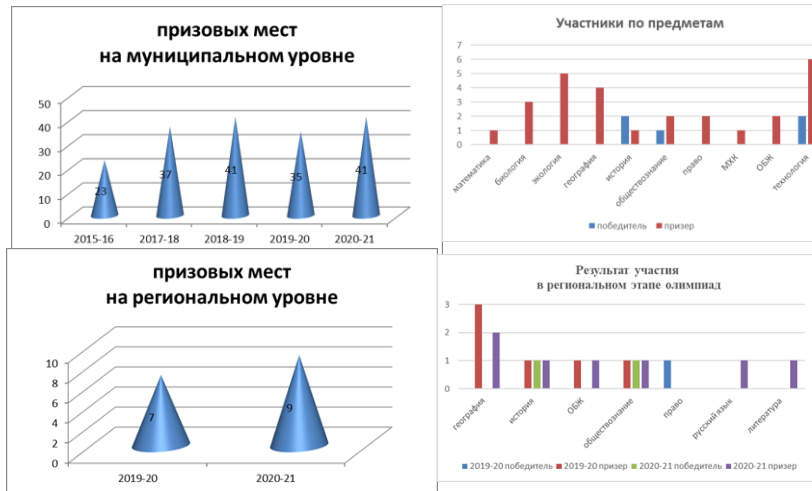 призовых мест
на муниципальном уровне
50
40
30
20
10
0
23
37
41
35
41
2015-16
2017-18
2018-19
2019-20
2020-21
Участники по предметам
7
6
5
4
3
2
1
0
математика
биология
экология
география
история
обществознание
право
МХК
ОБЖ
технология
победитель
призер
призовых мест
на региональном уровне
10
8
6
4
2
0
7
9
2019-20
2020-21
Результат участия
в региональном этапе олимпиад
3
2
1
0
география
история
ОБЖ
обществознание
право
русский язык
литература
2019-20 победитель
2019-20 призер
2020-21 победитель
2020-21 призер